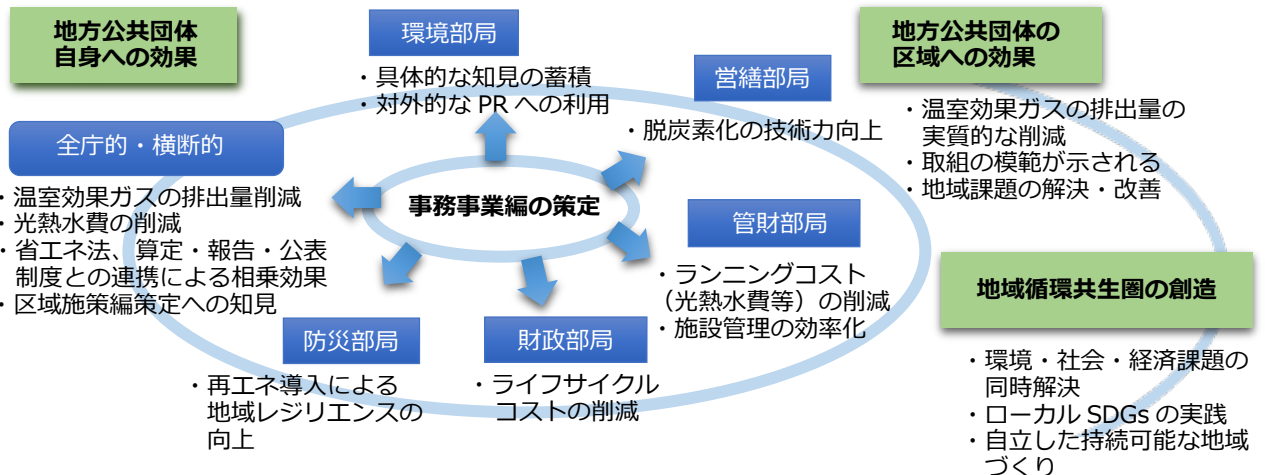 地方公共団体
自身への効果
全庁的・横断的
・温室効果ガスの排出量削減
・光熱水費の削減
・省エネ法、算定・報告・公表
制度との連携による相乗効果
・区域施策編策定への知見
環境部局
・具体的な知見の蓄積
・対外的な PR への利用
営繕部局
・脱炭素化の技術力向上
事務事業編の策定
管財部局
・ランニングコスト
（光熱水費等）の削減
・施設管理の効率化
防災部局
・再エネ導入による
地域レジリエンスの
向上
財政部局
・ライフサイクル
コストの削減
地方公共団体の
区域への効果
・温室効果ガスの排出量の
実質的な削減
・取組の模範が示される
・地域課題の解決・改善
地域循環共生圏の創造
・環境・社会・経済課題の
同時解決
・ローカル SDGs の実践
・自立した持続可能な地域
づくり